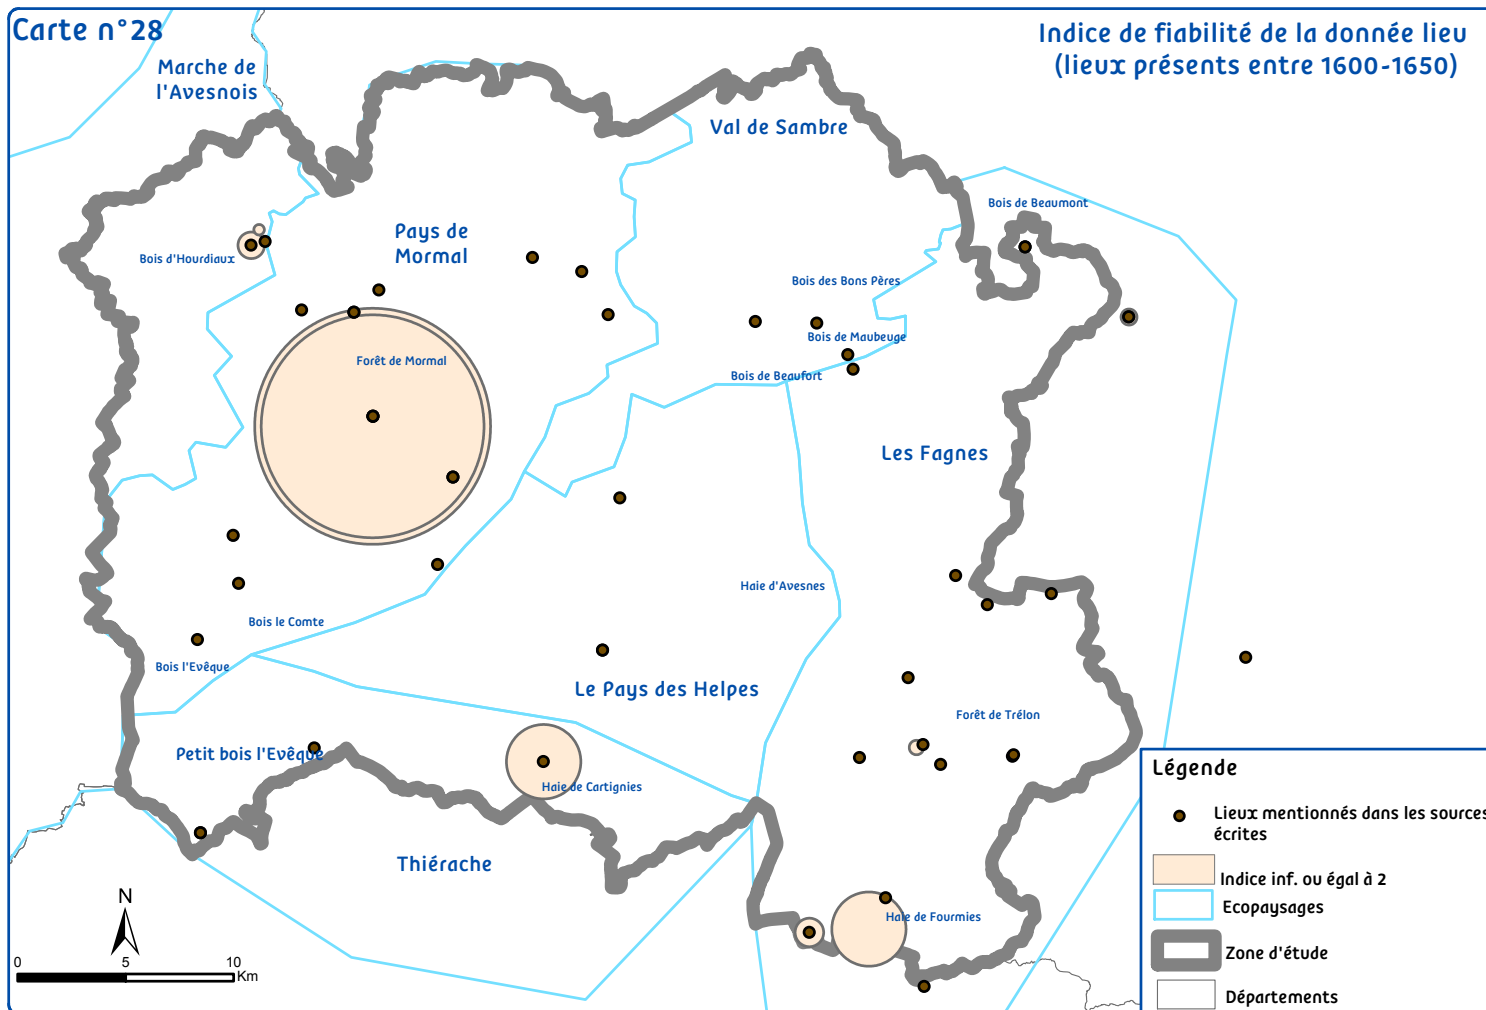 Carte n°28
Indice de fiabilité de la donnée lieu
(lieux présents entre 1600-1650)
Marche de
l'Avesnois
Val de Sambre
Bois de Beaumont
Pays de
Mormal
Bois d'Hourdiaux
Bois des Bons Pères
Bois de Maubeuge
Forêt de Mormal
Bois de Beaufort
Les Fagnes
Haie d'Avesnes
Bois le Comte
Bois l'Evêque
Le Pays des Helpes
Forêt de Trélon
Petit bois l'Evêque
Haie de Cartignies
Thiérache
Haie de Fournies
N
0 5 10
Km
Légende
Lieux mentionnés dans les sources
écrites
Indice inf. ou égal à 2
Ecopaysages
Zone d'étude
Départements